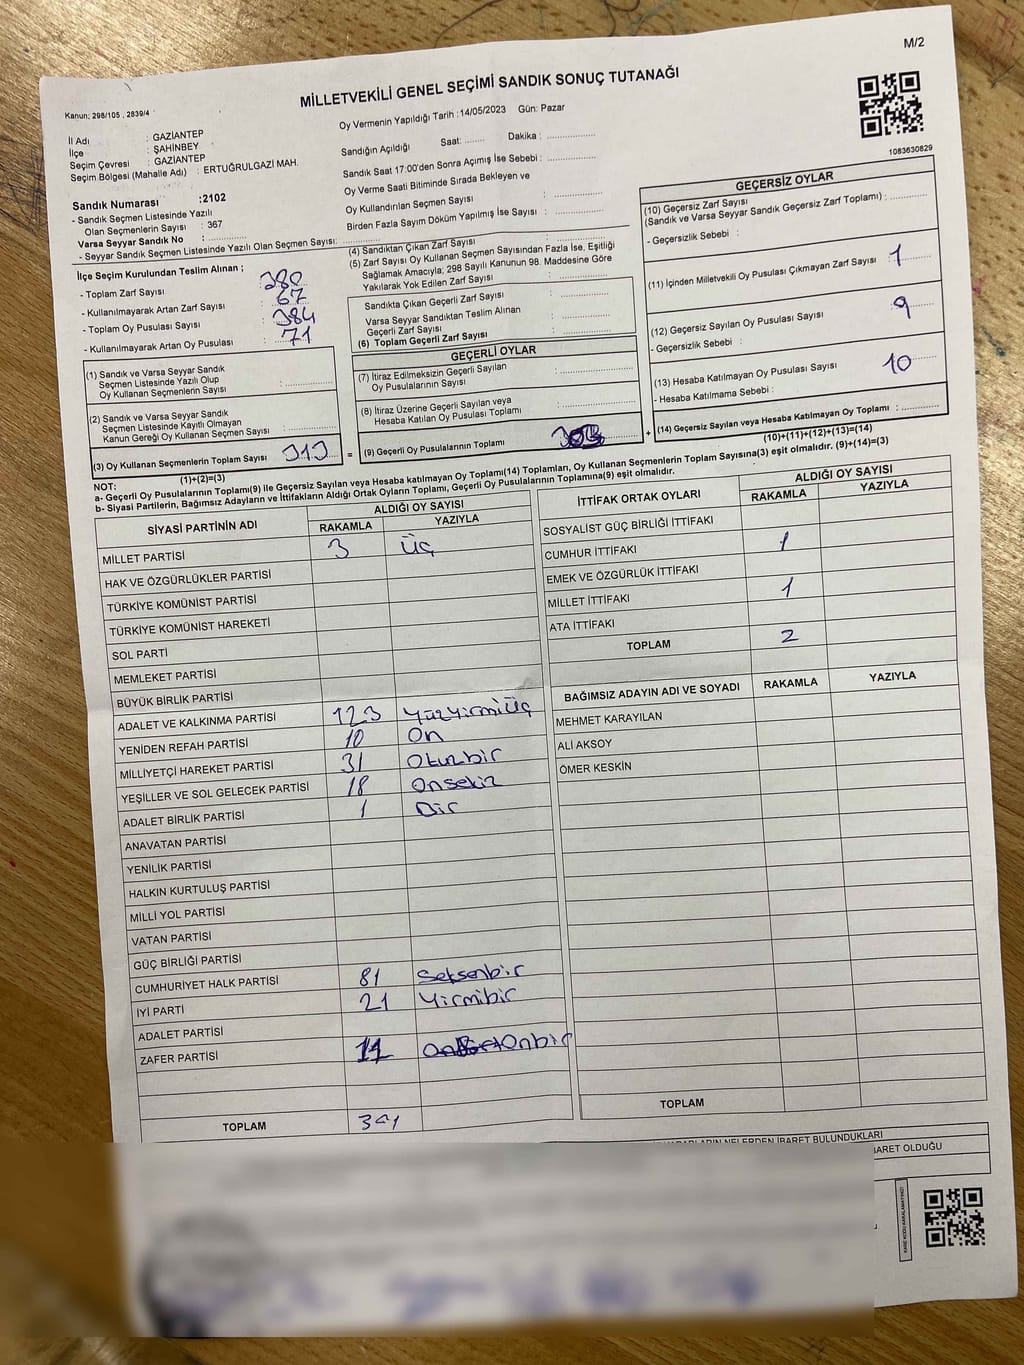 M/2
MİLLETVEKİLİ GENEL SEÇİMİ SANDIK SONUÇ TUTANAĞI
Kanun: 298/105 , 2839/4
Oy Vermenin Yapıldığı Tarih :14/05/2023 Gün: Pazar
İl Adı : GAZİANTEP
İlçe : ŞAHİNBEY
Seçim Çevresi : GAZİANTEP
Seçim Bölgesi (Mahalle Adı) : ERTUĞRULGAZİ MAH.
Sandığın Açıldığı Saat: ........ Dakika : ................
Sandık Saat 17:00'den Sonra Açımış İse Sebebi : ................
Oy Verme Saati Bitiminde Sırada Bekleyen ve
Oy Kullandırılan Seçmen Sayısı : ................
Birden Fazla Sayım Döküm Yapılmış İse Sayısı : ................
1083630829
Sandık Numarası :2102
- Sandık Seçmen Listesinde Yazılı
Olan Seçmenlerin Sayısı : 367
Varsa Seyyar Sandık No : ................
- Seyyar Sandık Seçmen Listesinde Yazılı Olan Seçmen Sayısı: ................
İlçe Seçim Kurulundan Teslim Alınan ;
- Toplam Zarf Sayısı : 380
- Kullanılmayarak Artan Zarf Sayısı : 67
- Toplam Oy Pusulası Sayısı : 384
- Kullanılmayarak Artan Oy Pusulası : 71
(1) Sandık ve Varsa Seyyar Sandık
Seçmen Listesinde Yazılı Olup
Oy Kullanan Seçmenlerin Sayısı : ................
(2) Sandık ve Varsa Seyyar Sandık
Seçmen Listesinde Kayıtlı Olmayan
Kanun Gereği Oy Kullanan Seçmen Sayısı : ................
(3) Oy Kullanan Seçmenlerin Toplam Sayısı 313 =
(1)+(2)=(3)
(4) Sandıktan Çıkan Zarf Sayısı : ................
(5) Zarf Sayısı Oy Kullanan Seçmen Sayısından Fazla İse, Eşitliği
Sağlamak Amacıyla; 298 Sayılı Kanunun 98. Maddesine Göre
Yakılarak Yok Edilen Zarf Sayısı : ................
Sandıkta Çıkan Geçerli Zarf Sayısı : ................
Varsa Seyyar Sandıktan Teslim Alınan
Geçerli Zarf Sayısı : ................
(6) Toplam Geçerli Zarf Sayısı : ................
GEÇERLİ OYLAR
(7) İtiraz Edilmeksizin Geçerli Sayılan
Oy Pusulalarının Sayısı : ................
(8) İtiraz Üzerine Geçerli Sayılan veya
Hesaba Katılan Oy Pusulası Toplamı : ................
(9) Geçerli Oy Pusulalarının Toplamı : +
GEÇERSİZ OYLAR
(10) Geçersiz Zarf Sayısı
(Sandık ve Varsa Seyyar Sandık Geçersiz Zarf Toplamı) : ................
- Geçersizlik Sebebi :
(11) İçinden Milletvekili Oy Pusulası Çıkmayan Zarf Sayısı : 1
(12) Geçersiz Sayılan Oy Pusulası Sayısı : 9
- Geçersizlik Sebebi :
(13) Hesaba Katılmayan Oy Pusulası Sayısı : 10
- Hesaba Katılmama Sebebi :
(14) Geçersiz Sayılan veya Hesaba Katılmayan Oy Toplamı : ................
(10)+(11)+(12)+(13)=(14)
NOT:
a- Geçerli Oy Pusulalarının Toplamı(9) ile Geçersiz Sayılan veya Hesaba katılmayan Oy Toplamı(14) Toplamları, Oy Kullanan Seçmenlerin Toplam Sayısına(3) eşit olmalıdır. (9)+(14)=(3)
b- Siyasi Partilerin, Bağımsız Adayların ve İttifakların Aldığı Ortak Oyların Toplamı, Geçerli Oy Pusulalarının Toplamına(9) eşit olmalıdır.
SİYASİ PARTİNİN ADI ALDIĞI OY SAYISI
RAKAMLA YAZIYLA
MİLLET PARTİSİ 3 Üç
HAK VE ÖZGÜRLÜKLER PARTİSİ
TÜRKİYE KOMÜNİST PARTİSİ
TÜRKİYE KOMÜNİST HAREKETİ
SOL PARTİ
MEMLEKET PARTİSİ
BÜYÜK BİRLİK PARTİSİ
ADALET VE KALKINMA PARTİSİ 123 YüzYirmiÜç
YENİDEN REFAH PARTİSİ 10 On
MİLLİYETÇİ HAREKET PARTİSİ 31 Otuzbir
YEŞİLLER VE SOL GELECEK PARTİSİ 18 Onsekiz
ADALET BİRLİK PARTİSİ 1 Bir
ANAVATAN PARTİSİ
YENİLİK PARTİSİ
HALKIN KURTULUŞ PARTİSİ
MİLLİ YOL PARTİSİ
VATAN PARTİSİ
GÜÇ BİRLİĞİ PARTİSİ
CUMHURİYET HALK PARTİSİ 81 Seksenbir
İYİ PARTİ 21 Yirmibir
ADALET PARTİSİ
ZAFER PARTİSİ 11 Onbir
TOPLAM
İTTİFAK ORTAK OYLARI ALDIĞI OY SAYISI
RAKAMLA YAZIYLA
SOSYALİST GÜÇ BİRLİĞİ İTTİFAKI
CUMHUR İTTİFAKI 1
EMEK VE ÖZGÜRLÜK İTTİFAKI
MİLLET İTTİFAKI 1
ATA İTTİFAKI
TOPLAM 2
BAĞIMSIZ ADAYIN ADI VE SOYADI RAKAMLA YAZIYLA
MEHMET KARAYILAN
ALİ AKSOY
ÖMER KESKİN
TOPLAM
NELERDEN İBARET BULUNDUKLARI
BARET OLDUĞU